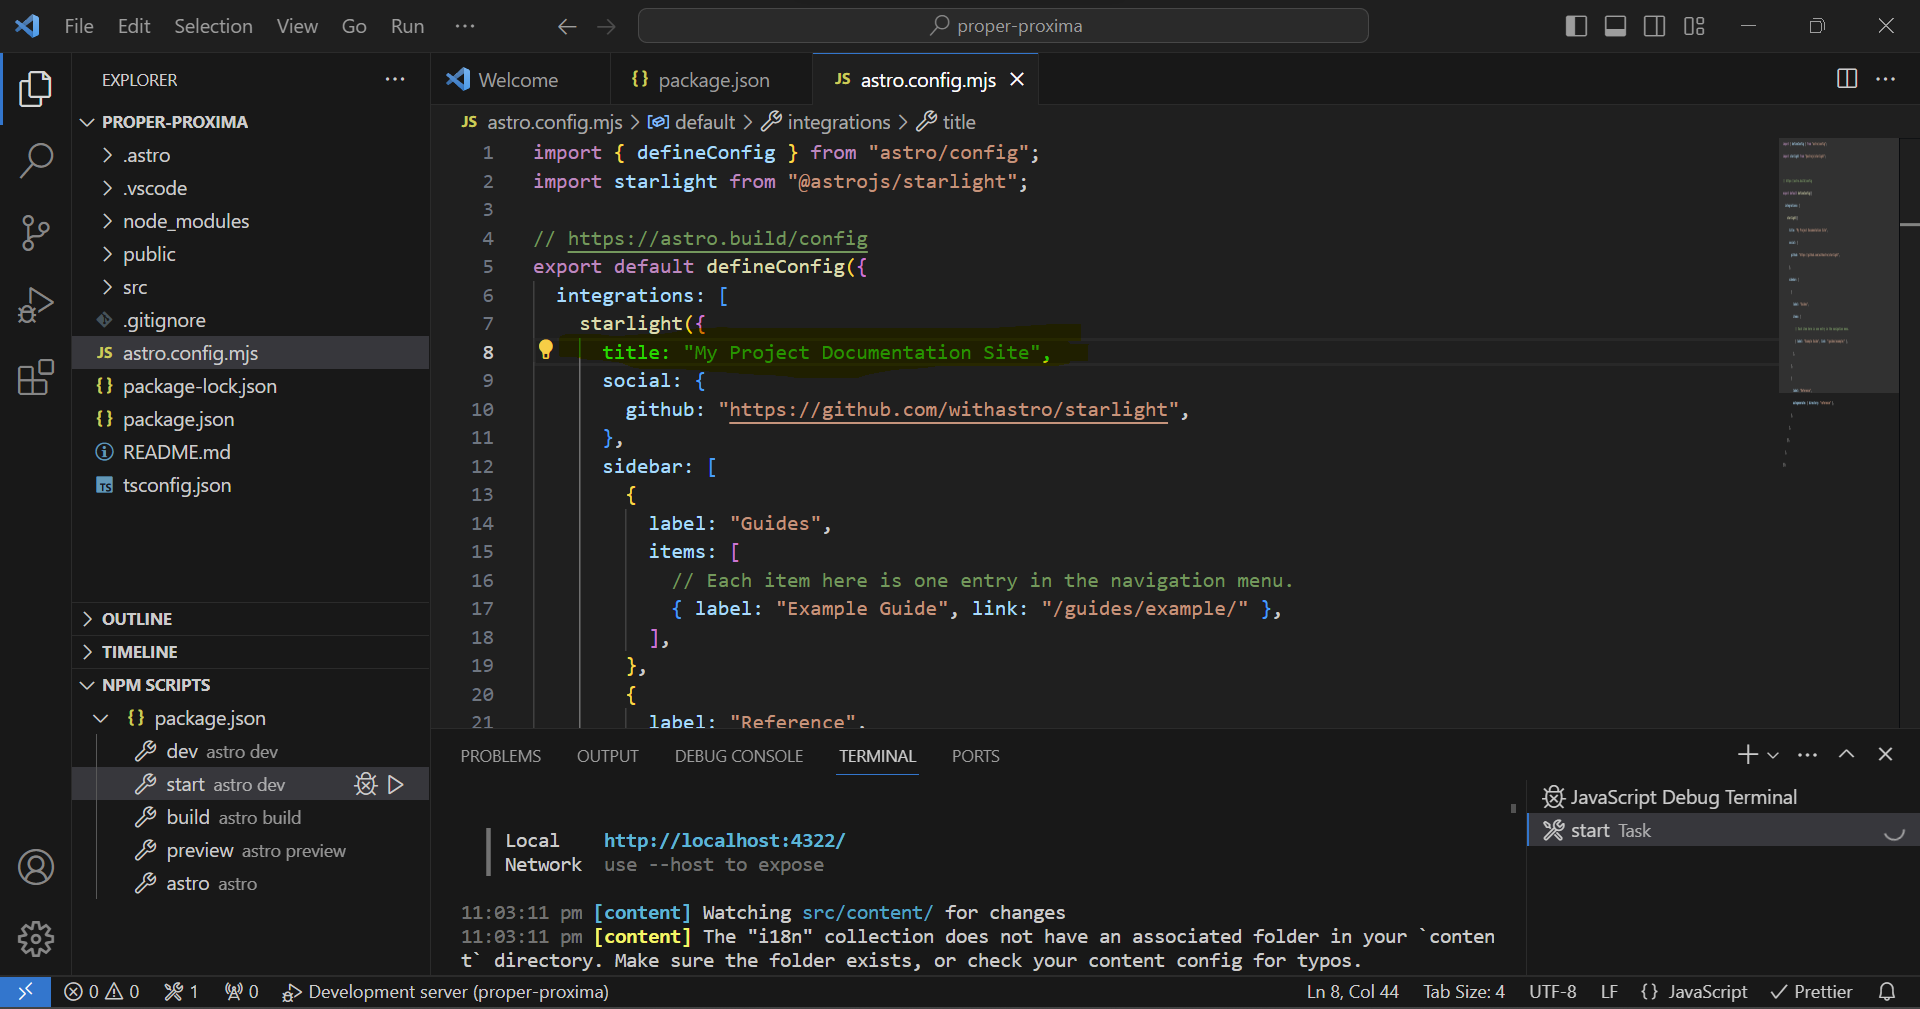 File Edit Selection View Go Run ...
proper-proxima
EXPLORER
PROPER-PROXIMA
.astro
.vscode
node_modules
public
src
.gitignore
JS astro.config.mjs
{} package-lock.json
{} package.json
README.md
TS tsconfig.json
OUTLINE
TIMELINE
NPM SCRIPTS
{} package.json
dev astro dev
start astro dev
build astro build
preview astro preview
astro astro
Welcome
{} package.json
JS astro.config.mjs
JS astro.config.mjs > default > integrations > title
1 import { defineConfig } from "astro/config";
2 import starlight from "@astrojs/starlight";
3
4 // https://astro.build/config
5 export default defineConfig({
6 integrations: [
7 starlight({
8 title: "My Project Documentation Site",
9 social: {
10 github: "https://github.com/withastro/starlight",
11 },
12 sidebar: [
13 {
14 label: "Guides",
15 items: [
16 // Each item here is one entry in the navigation menu.
17 { label: "Example Guide", link: "/guides/example/" },
18 ],
19 },
20 {
21 label: "Reference",
PROBLEMS OUTPUT DEBUG CONSOLE TERMINAL PORTS
Local http://localhost:4322/
Network use --host to expose
11:03:11 pm [content] Watching src/content/ for changes
11:03:11 pm [content] The "i18n" collection does not have an associated folder in your `conten
t` directory. Make sure the folder exists, or check your content config for typos.
JavaScript Debug Terminal
start Task
0 0 1 0 Development server (proper-proxima)
Ln 8, Col 44 Tab Size: 4 UTF-8 LF {} JavaScript Prettier